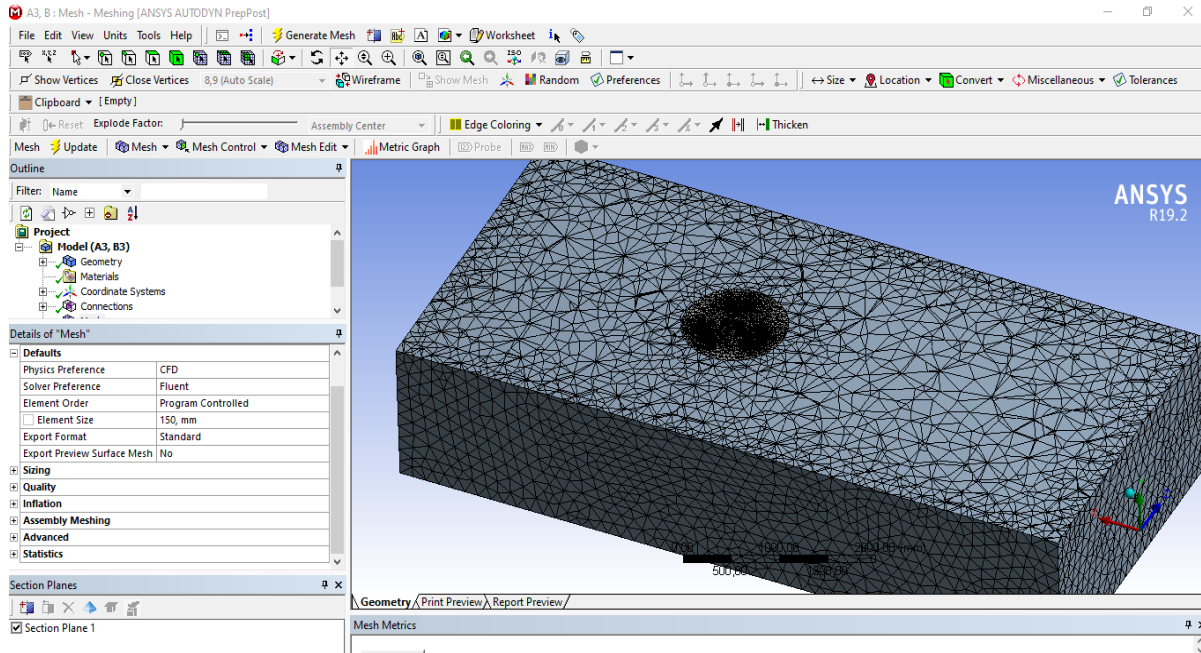 A3, B : Mesh - Meshing [ANSYS AUTODYN PrepPost]
File Edit View Units Tools Help Generate Mesh A Worksheet
ISO
Show Vertices Close Vertices 8,9 (Auto Scale) Wireframe Show Mesh Random Preferences Size Location Convert Miscellaneous Tolerances
Clipboard [Empty]
Reset Explode Factor: Assembly Center Edge Coloring Thicken
Mesh Update Mesh Mesh Control Mesh Edit Metric Graph Probe
Outline
Filter: Name
Project
Model (A3, B3)
Geometry
Materials
Coordinate Systems
Connections
Details of "Mesh"
Defaults
Physics Preference CFD
Solver Preference Fluent
Element Order Program Controlled
Element Size 150, mm
Export Format Standard
Export Preview Surface Mesh No
Sizing
Quality
Inflation
Assembly Meshing
Advanced
Statistics
Section Planes
Section Plane 1
ANSYS
R19.2
Geometry Print Preview Report Preview
Mesh Metrics